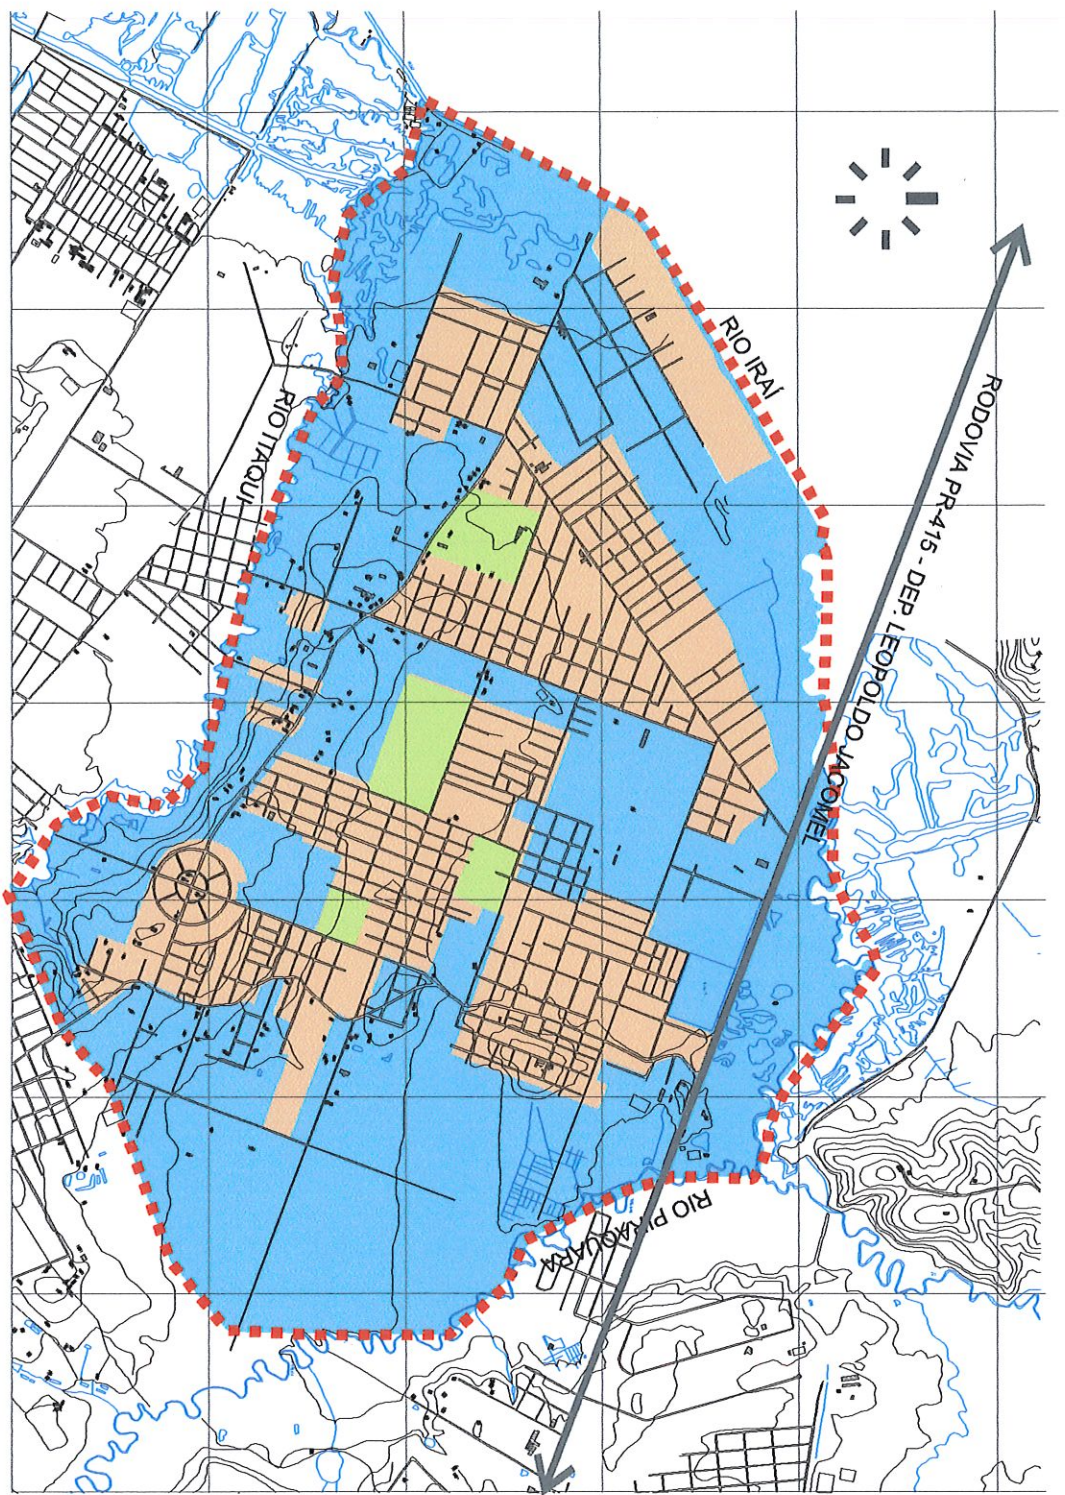 RIO IRAÍ
RODOVIA PR-415 - DEP. LEOPOLDO JACOMEL
RIO ITAQUI
RIO PIRAQUARA